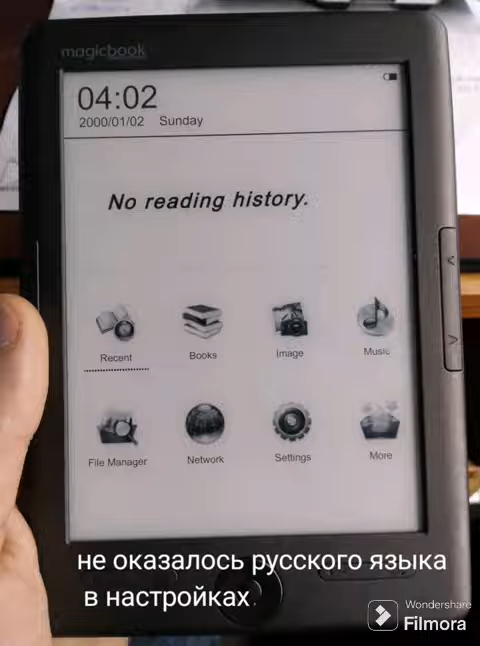 magicbook
04:02
2000/01/02 Sunday
No reading history.
Recent Books Image Music
File Manager Network Settings More
не оказалось русского языка
в настройках
Wondershare
Filmora